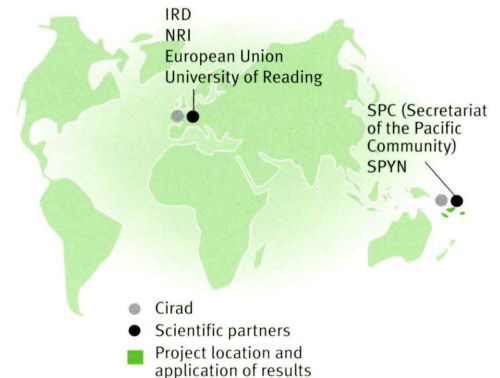 IRD
NRI
European Union
University of Reading
SPC (Secretariat
of the Pacific
Community)
SPYN
Cirad
Scientific partners
Project location and
application of results